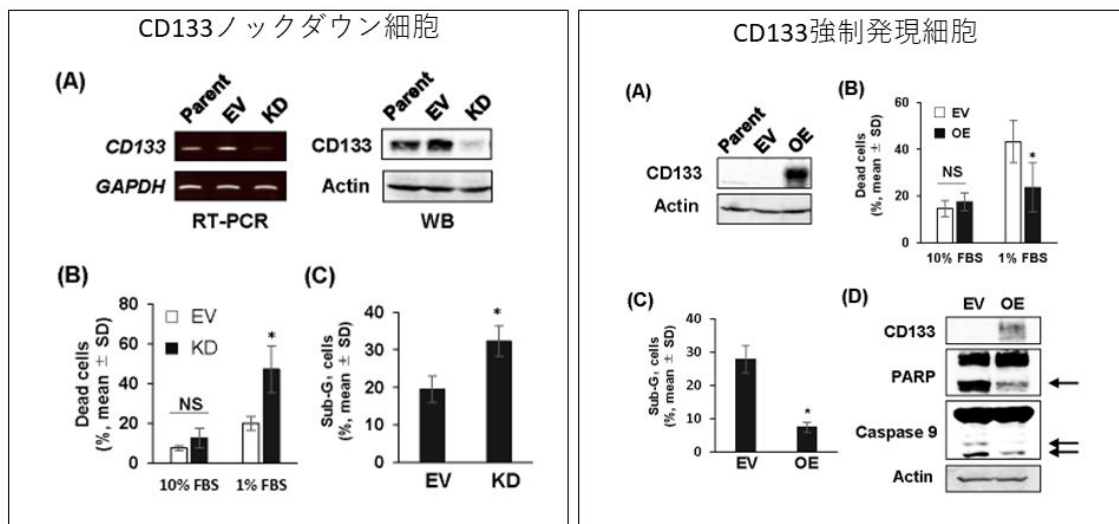 CD133ノックダウン細胞
(A)
Parent EV KD
CD133
GAPDH
RT-PCR
Parent EV KD
CD133
Actin
WB
(B)
Dead cells
(%, mean ± SD)
80
60
40
20
0
EV
KD
NS
*
10% FBS 1% FBS
(C)
Sub-G₁ cells
(%, mean ± SD)
40
30
20
10
0
*
EV KD
CD133強制発現細胞
(A)
Parent EV OE
CD133
Actin
(B)
Dead cells
(%, mean ± SD)
60
40
20
0
EV
OE
NS
*
10% FBS 1% FBS
(C)
Sub-G₁ cells
(%, mean ± SD)
40
30
20
10
0
*
EV OE
(D)
EV OE
CD133
PARP
Caspase 9
Actin